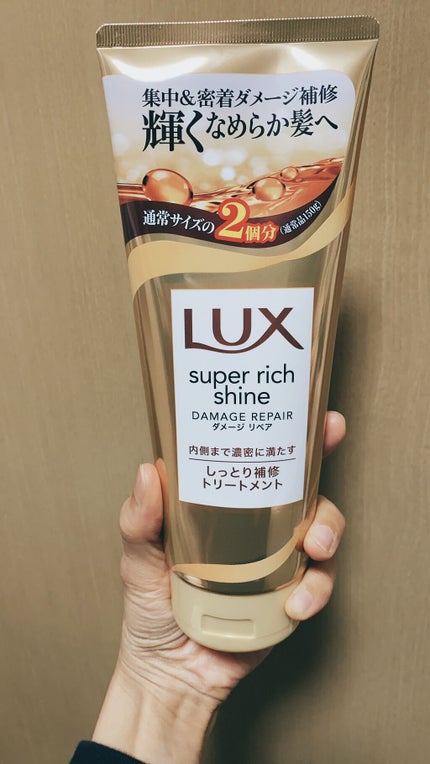 集中&密着ダメージ補修
輝くなめらか髪へ
通常サイズの2個分(通常品150g)
LUX
super rich
shine
DAMAGE REPAIR
ダメージ リペア
内側まで濃密に満たす
しっとり補修
トリートメント